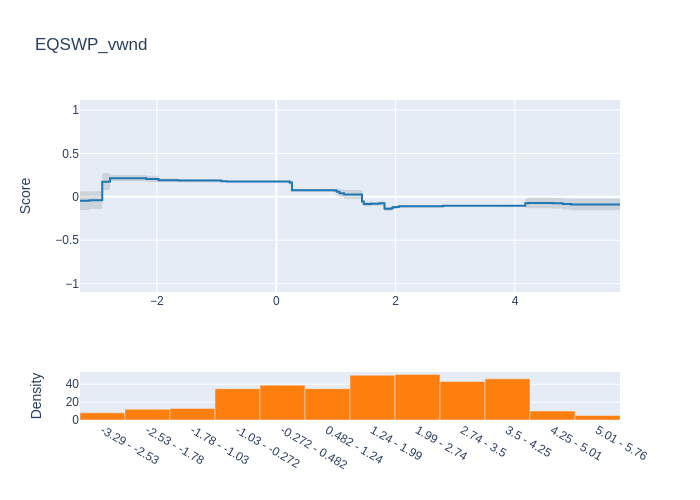 EQSWP_vwnd
1
0.5
0
−0.5
−1
Score
−2
0
2
4
40
20
0
Density
-3.29 - -2.53
-2.53 - -1.78
-1.78 - -1.03
-1.03 - -0.272
-0.272 - 0.482
0.482 - 1.24
1.24 - 1.99
1.99 - 2.74
2.74 - 3.5
3.5 - 4.25
4.25 - 5.01
5.01 - 5.76